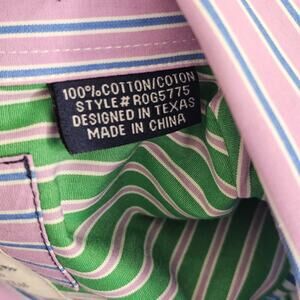 100% COTTON/COTON
STYLE# ROG5775
DESIGNED IN TEXAS
MADE IN CHINA